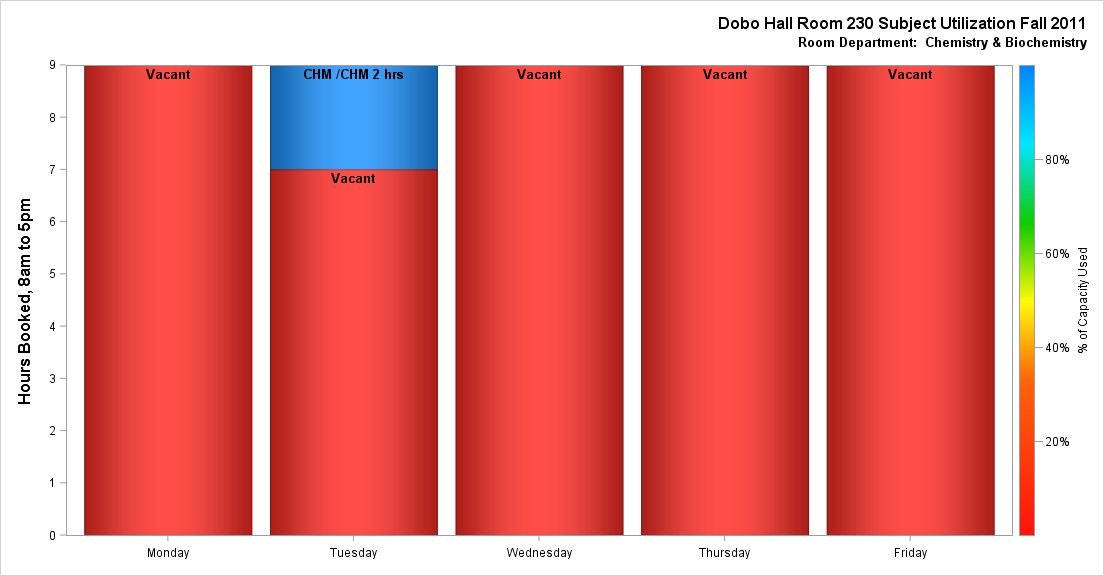 Dobo Hall Room 230 Subject Utilization Fall 2011
Room Department:  Chemistry & Biochemistry
Hours Booked, 8am to 5pm
9
8
7
6
5
4
3
2
1
0
Vacant
CHM /CHM 2 hrs
Vacant
Vacant
Vacant
Vacant
Monday
Tuesday
Wednesday
Thursday
Friday
80%
60%
40%
20%
% of Capacity Used